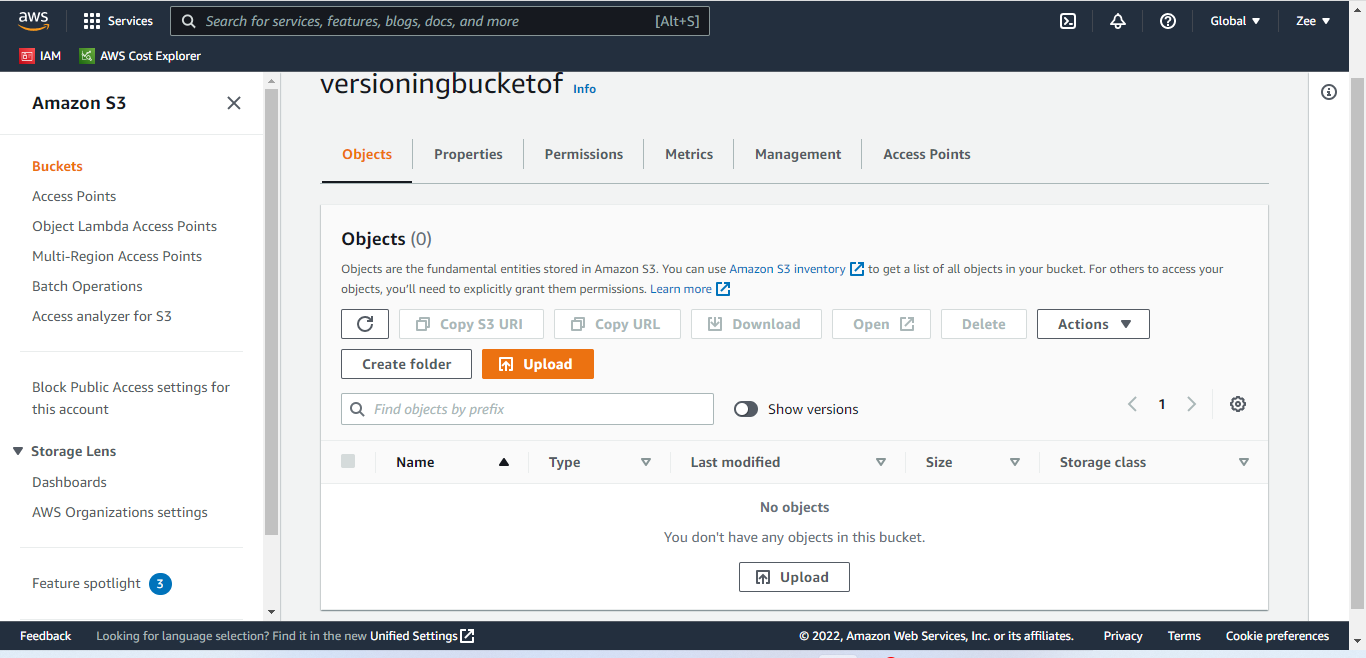 aws Services Search for services, features, blogs, docs, and more [Alt+S] Global Zee
IAM AWS Cost Explorer
Amazon S3
Buckets
Access Points
Object Lambda Access Points
Multi-Region Access Points
Batch Operations
Access analyzer for S3
Block Public Access settings for
this account
Storage Lens
Dashboards
AWS Organizations settings
Feature spotlight 3
versioningbucketof Info
Objects Properties Permissions Metrics Management Access Points
Objects (0)
Objects are the fundamental entities stored in Amazon S3. You can use Amazon S3 inventory to get a list of all objects in your bucket. For others to access your
objects, you'll need to explicitly grant them permissions. Learn more
Copy S3 URI Copy URL Download Open Delete Actions
Create folder Upload
Find objects by prefix Show versions 1
Name Type Last modified Size Storage class
No objects
You don't have any objects in this bucket.
Upload
Feedback Looking for language selection? Find it in the new Unified Settings © 2022, Amazon Web Services, Inc. or its affiliates. Privacy Terms Cookie preferences